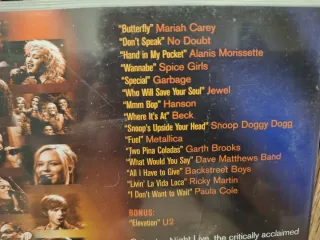 "Butterfly" Mariah Carey
"Don't Speak" No Doubt
"Hand in My Pocket" Alanis Morissette
"Wannabe" Spice Girls
"Special" Garbage
"Who Will Save Your Soul" Jewel
"Mmm Bop" Hanson
"Where It's At" Beck
"Snoop's Upside Your Head" Snoop Doggy Dogg
"Fuel" Metallica
"Two Pina Coladas" Garth Brooks
"What Would You Say" Dave Matthews Band
"All I Have to Give" Backstreet Boys
"Livin' La Vida Loca" Ricky Martin
"I Don't Want to Wait" Paula Cole
BONUS:
"Elevation" U2
Night Live, the critically acclaimed